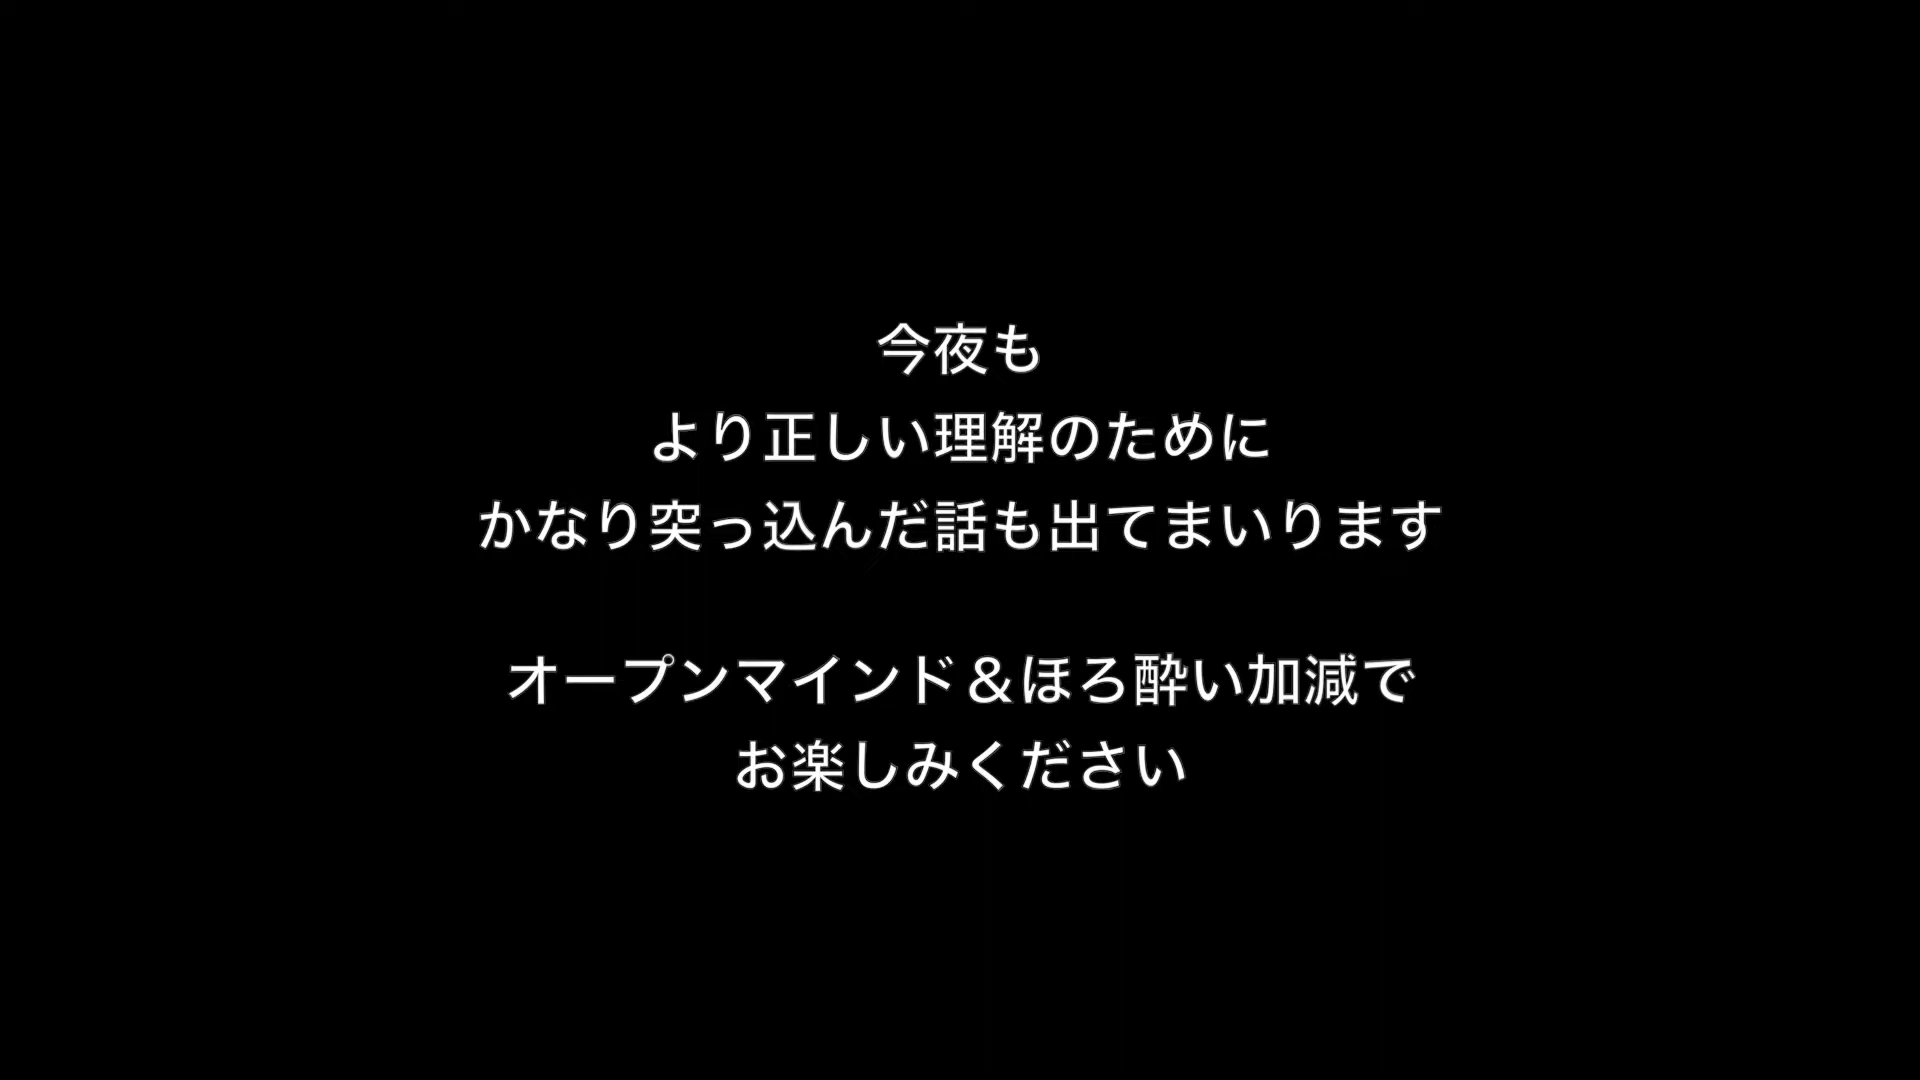 今夜も
より正しい理解のために
かなり突っ込んだ話も出てまいります
オープンマインド＆ほろ酔い加減で
お楽しみください